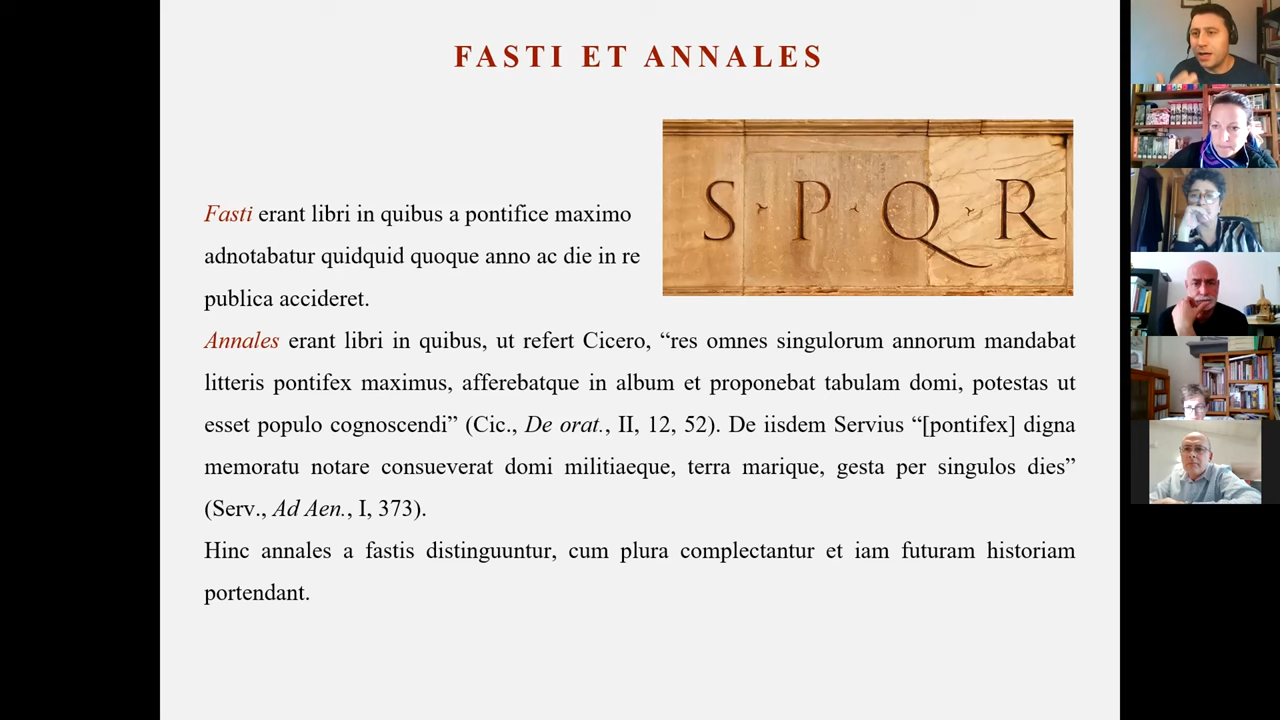 FASTI ET ANNALES
S P Q R
Fasti erant libri in quibus a pontifice maximo
adnotabatur quidquid quoque anno ac die in re
publica accideret.
Annales erant libri in quibus, ut refert Cicero, “res omnes singulorum annorum mandabat
litteris pontifex maximus, afferebatque in album et proponebat tabulam domi, potestas ut
esset populo cognoscendi” (Cic., De orat., II, 12, 52). De iisdem Servius “[pontifex] digna
memoratu notare consueverat domi militiaeque, terra marique, gesta per singulos dies”
(Serv., Ad Aen., I, 373).
Hinc annales a fastis distinguuntur, cum plura complectantur et iam futuram historiam
portendant.